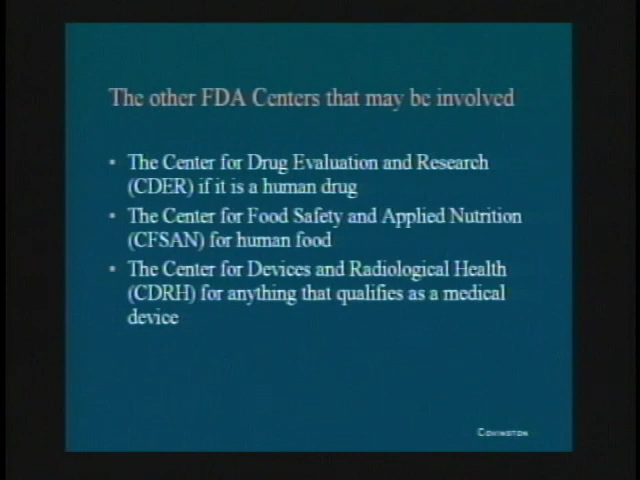 The other FDA Centers that may be involved
• The Center for Drug Evaluation and Research
(CDER) if it is a human drug
• The Center for Food Safety and Applied Nutrition
(CFSAN) for human food
• The Center for Devices and Radiological Health
(CDRH) for anything that qualifies as a medical
device
COVINGTON